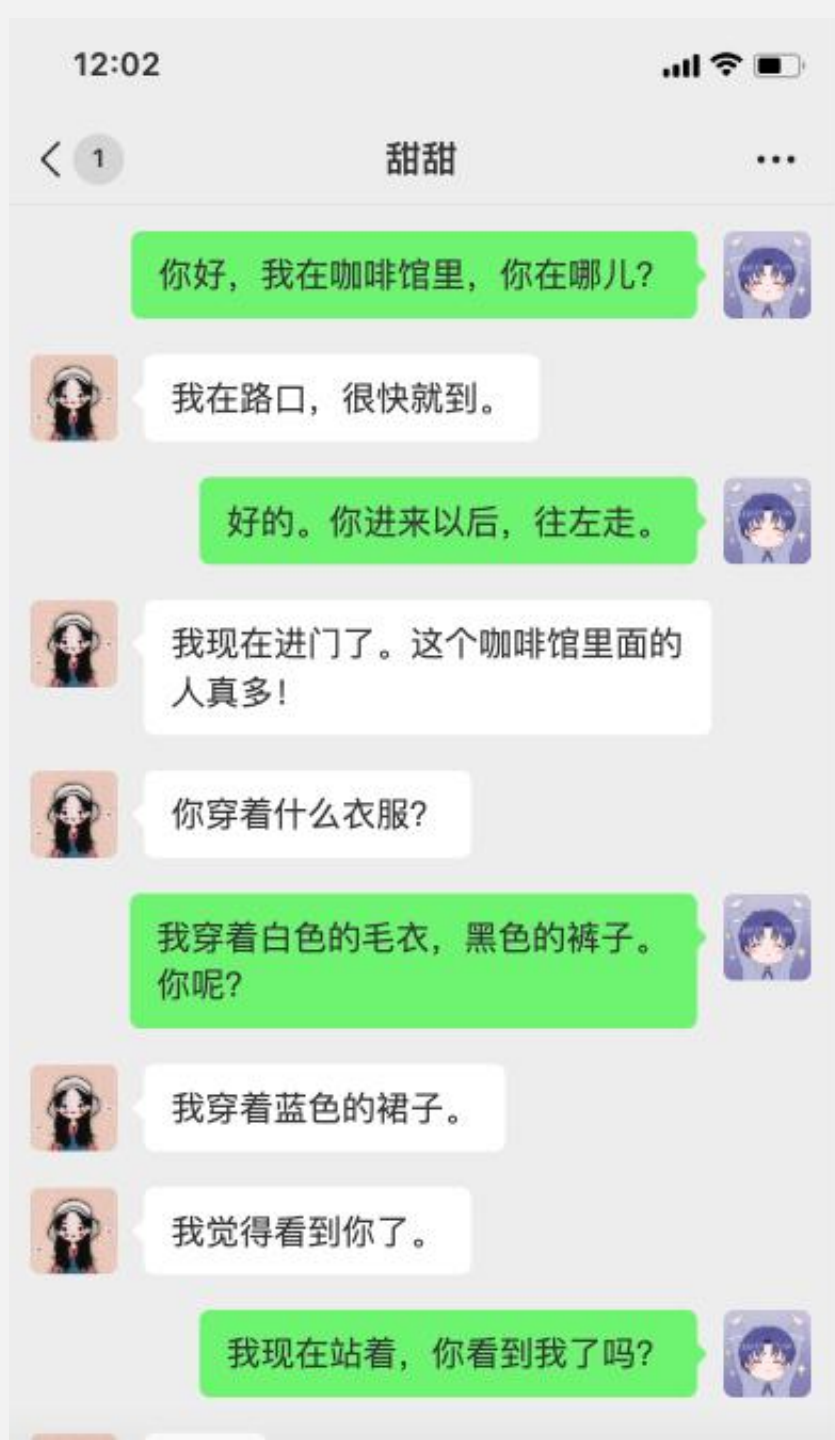 12:02
1
甜甜
你好，我在咖啡馆里，你在哪儿？
我在路口，很快就到。
好的。你进来以后，往左走。
我现在进门了。这个咖啡馆里面的
人真多！
你穿着什么衣服？
我穿着白色的毛衣，黑色的裤子。
你呢？
我穿着蓝色的裙子。
我觉得看到你了。
我现在站着，你看到我了吗？